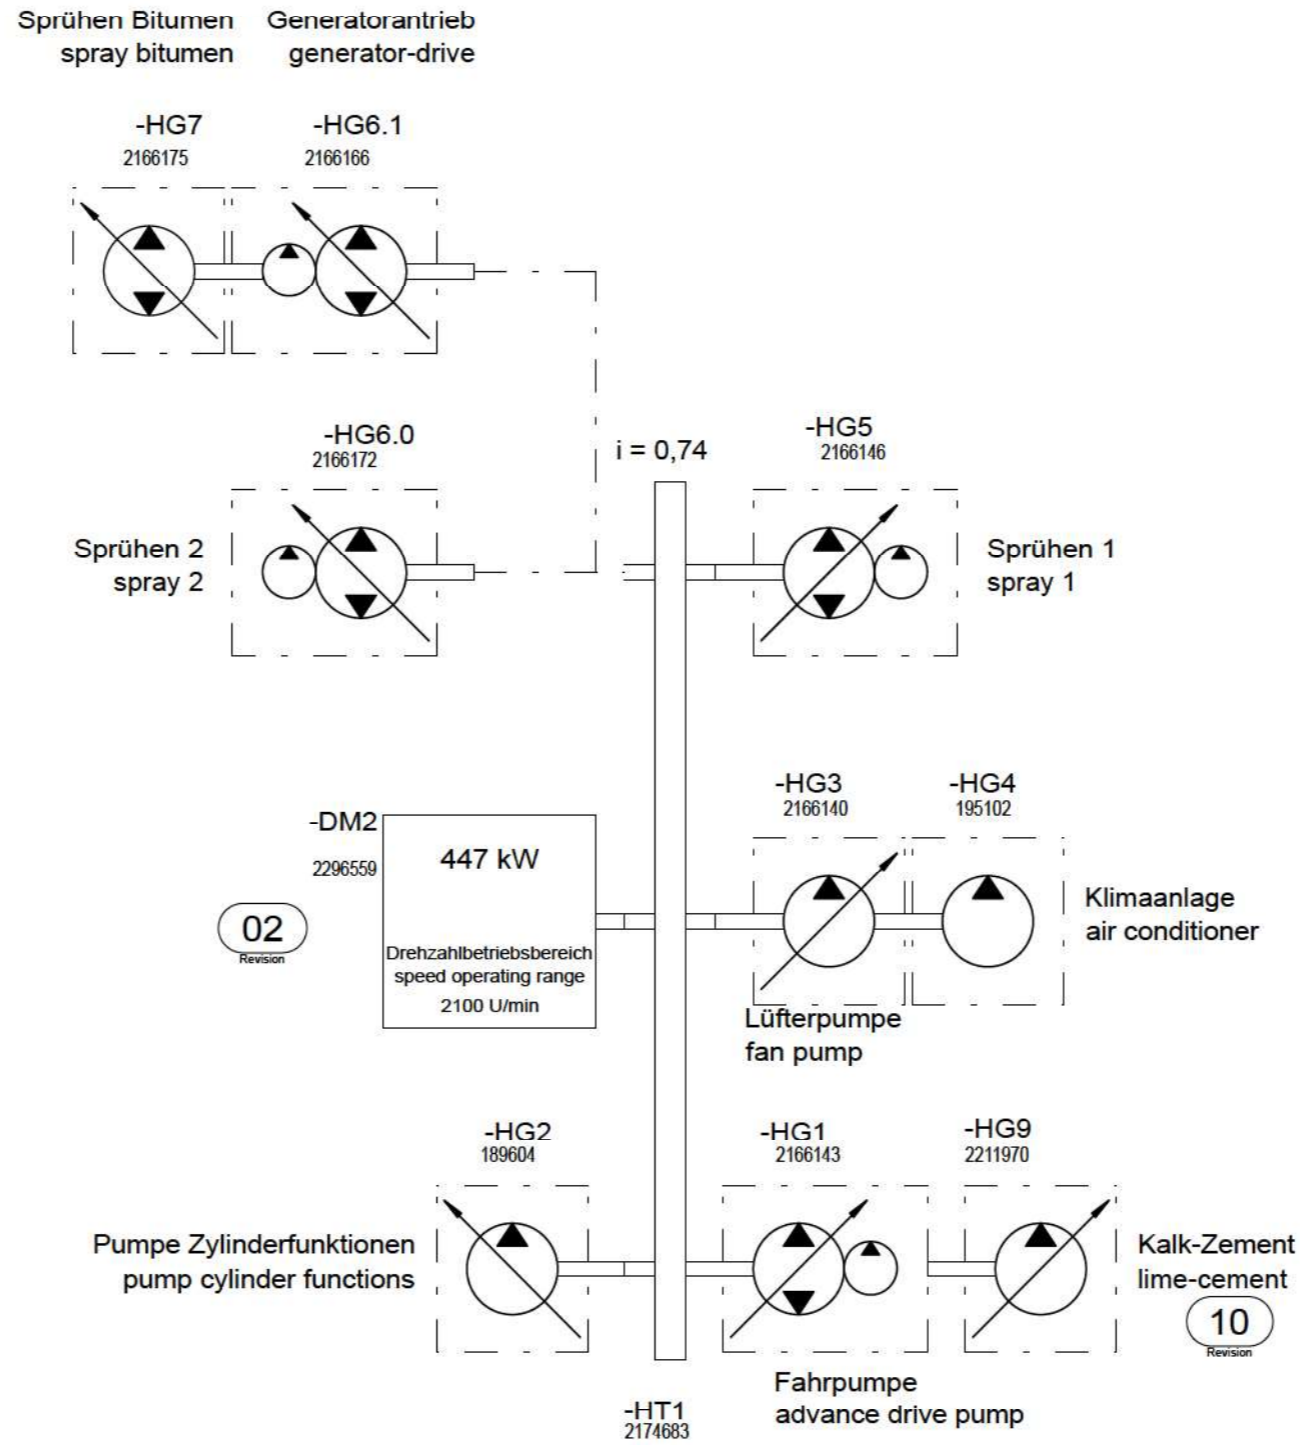 Sprühen Bitumen
spray bitumen
Generatorantrieb
generator-drive
-HG7
2166175
-HG6.1
2166166
-HG6.0
2166172
i = 0,74
-HG5
2166146
Sprühen 2
spray 2
Sprühen 1
spray 1
-DM2
2296559
447 kW
Drehzahlbetriebsbereich
speed operating range
2100 U/min
02
Revision
-HG3
2166140
-HG4
195102
Klimaanlage
air conditioner
Lüfterpumpe
fan pump
-HG2
189604
-HG1
2166143
-HG9
2211970
Pumpe Zylinderfunktionen
pump cylinder functions
Kalk-Zement
lime-cement
10
Revision
Fahrpumpe
advance drive pump
-HT1
2174683